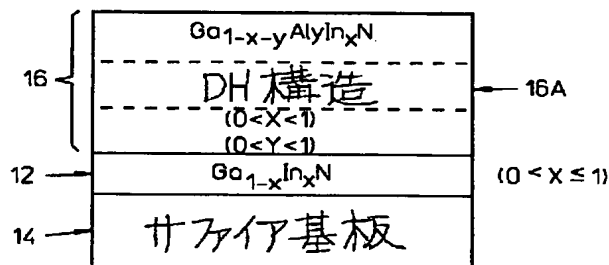 Ga1-x-yAlyInxN
16
DH構造
16A
(0<X<1)
(0<Y<1)
12
Ga1-xInxN
(0<X≤1)
14
サファイア基板